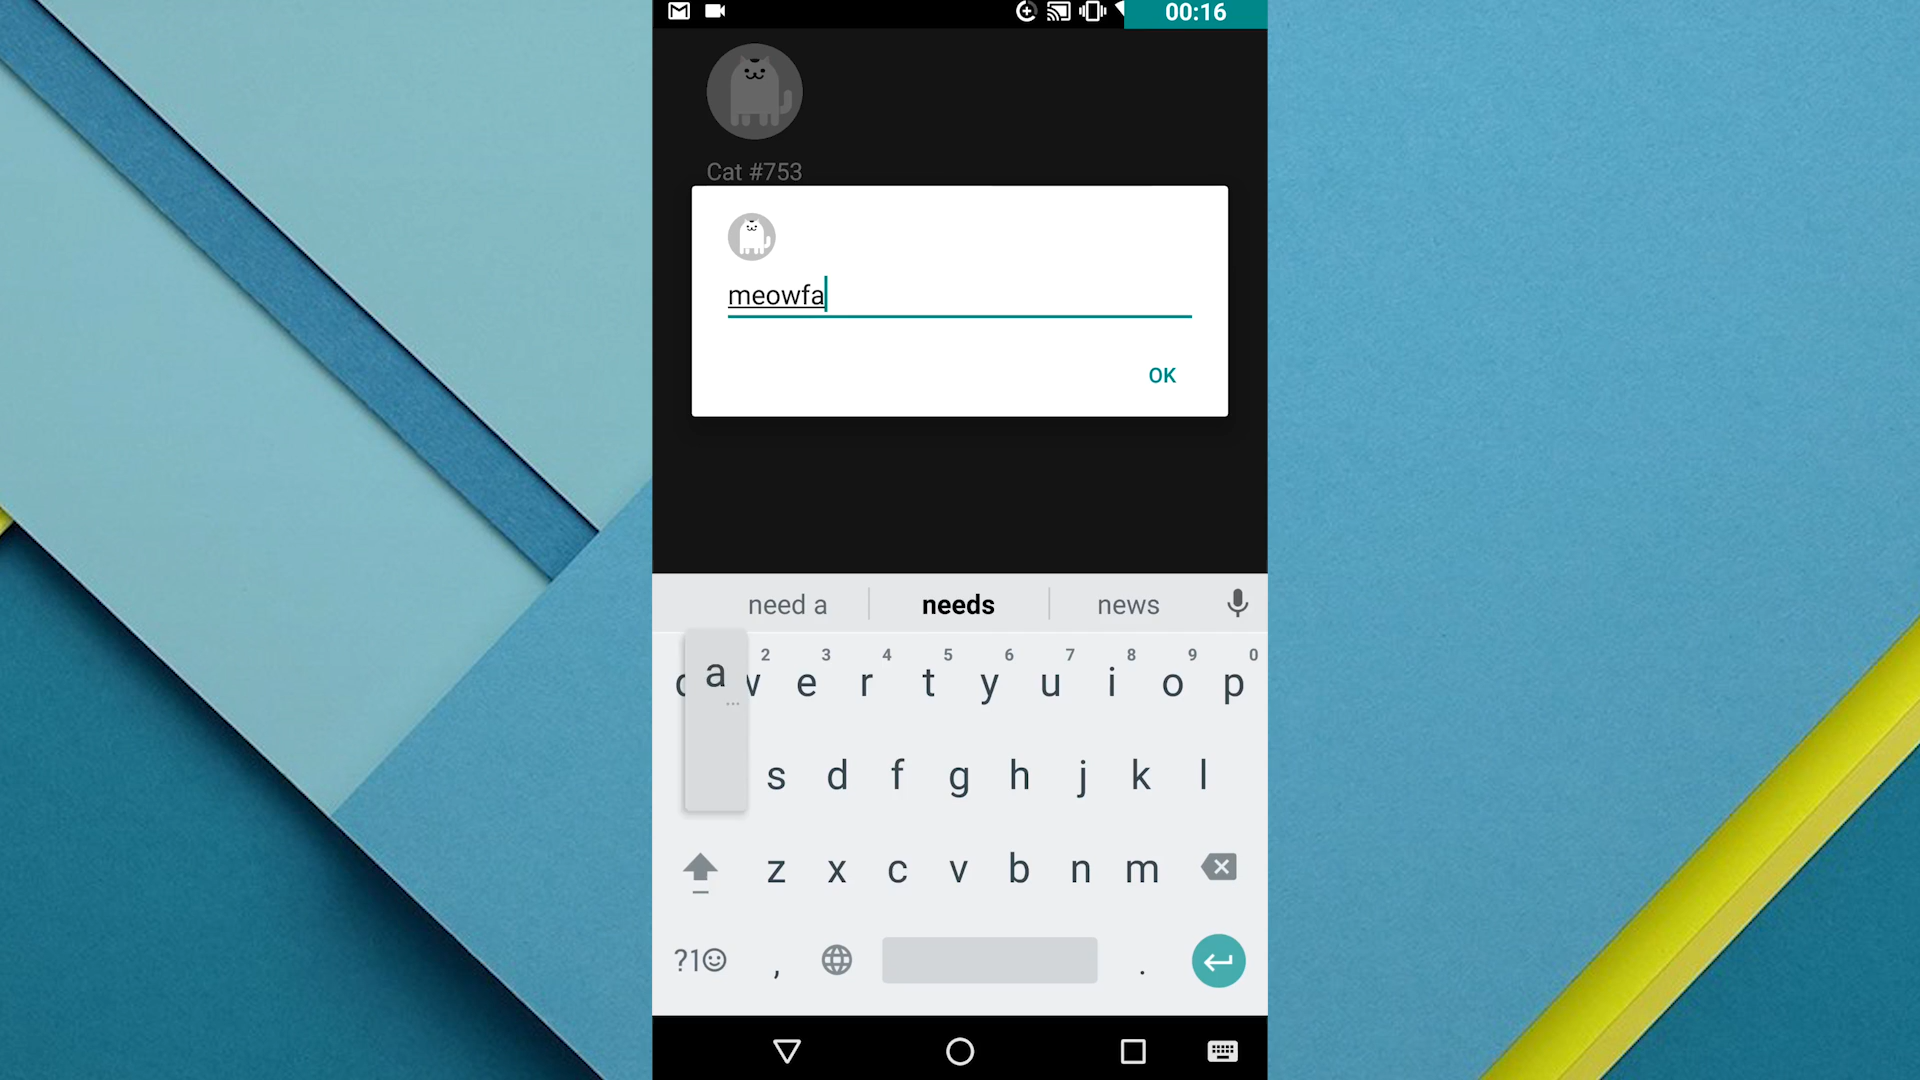 00:16
Cat #753
meowfa
OK
need a needs news
2 3 4 5 6 7 8 9 0
a e r t y u i o p
s d f g h j k l
z x c v b n m
?1☺ , .